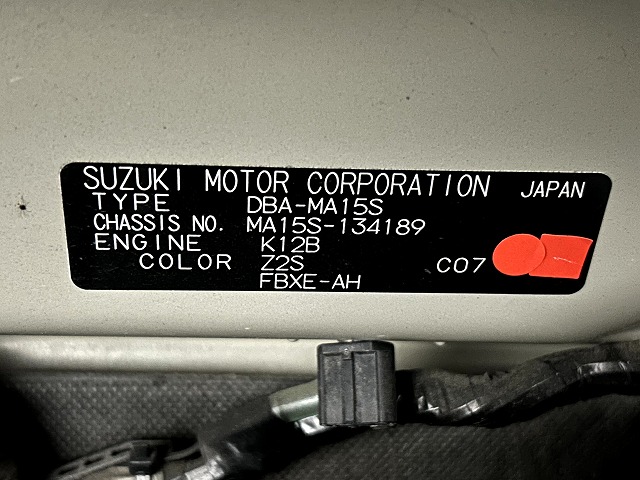 SUZUKI MOTOR CORPORATION JAPAN
TYPE DBA-MA15S
CHASSIS NO. MA15S-134189
ENGINE K12B
COLOR Z2S C07
FBXE-AH